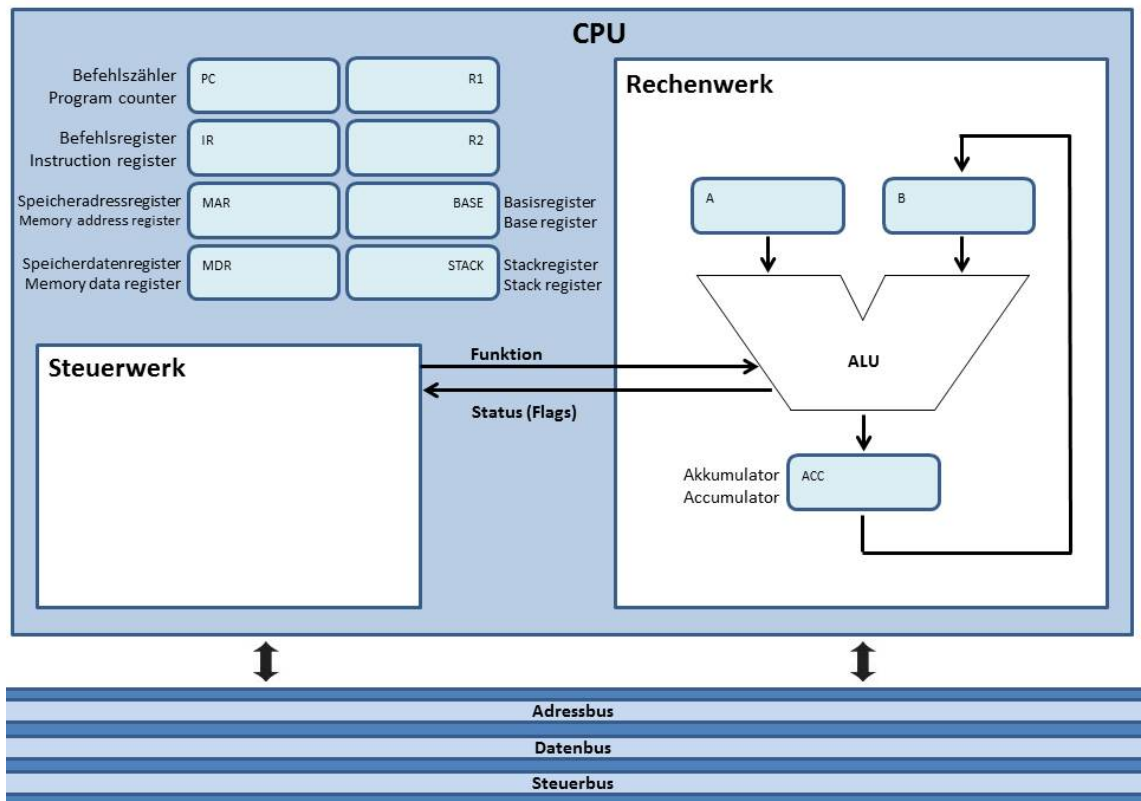 CPU
Befehlszähler
Program counter
PC
R1
Befehlsregister
Instruction register
IR
R2
Speicheradressregister
Memory address register
MAR
BASE
Basisregister
Base register
Speicherdatenregister
Memory data register
MDR
STACK
Stackregister
Stack register
Steuerwerk
Funktion
Status (Flags)
Rechenwerk
A
B
ALU
Akkumulator
Accumulator
ACC
Adressbus
Datenbus
Steuerbus